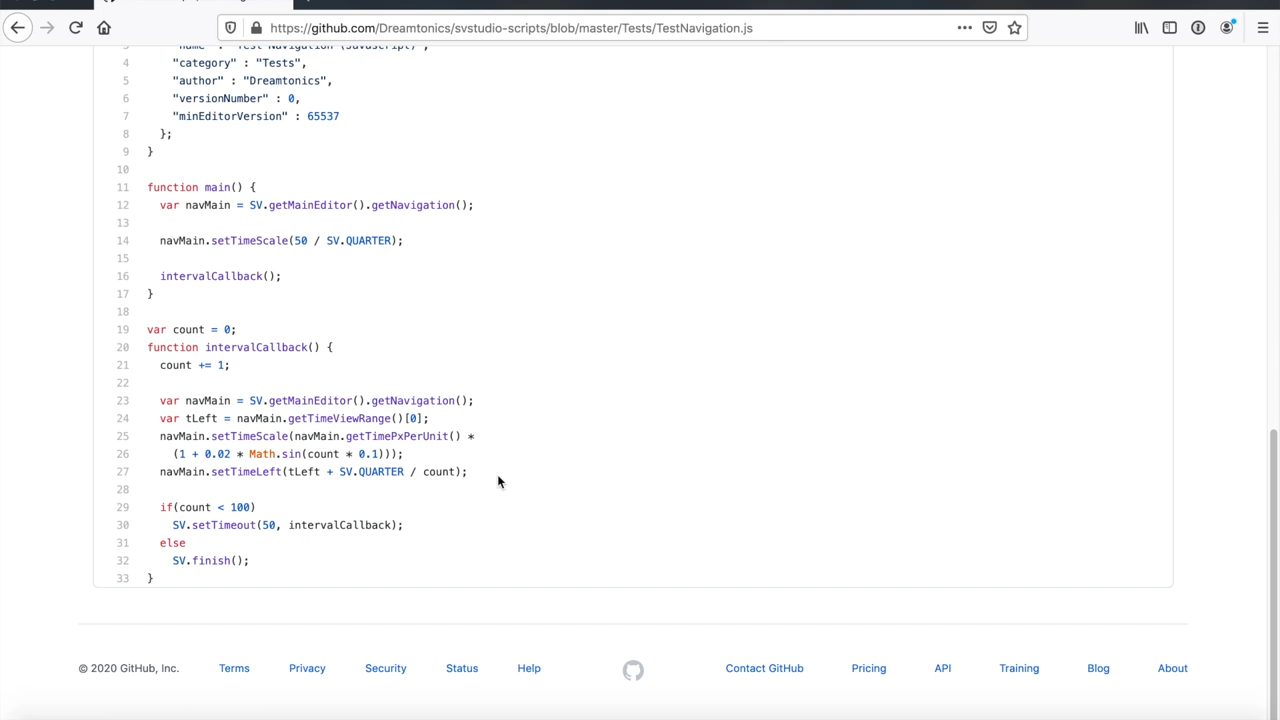 https://github.com/Dreamtonics/svstudio-scripts/blob/master/Tests/TestNavigation.js
3 "name" : "Test Navigation (Javascript)",
4 "category" : "Tests",
5 "author" : "Dreamtonics",
6 "versionNumber" : 0,
7 "minEditorVersion" : 65537
8 };
9 }
10
11 function main() {
12 var navMain = SV.getMainEditor().getNavigation();
13
14 navMain.setTimeScale(50 / SV.QUARTER);
15
16 intervalCallback();
17 }
18
19 var count = 0;
20 function intervalCallback() {
21 count += 1;
22
23 var navMain = SV.getMainEditor().getNavigation();
24 var tLeft = navMain.getTimeViewRange()[0];
25 navMain.setTimeScale(navMain.getTimePxPerUnit() *
26 (1 + 0.02 * Math.sin(count * 0.1)));
27 navMain.setTimeLeft(tLeft + SV.QUARTER / count);
28
29 if(count < 100)
30 SV.setTimeout(50, intervalCallback);
31 else
32 SV.finish();
33 }
© 2020 GitHub, Inc. Terms Privacy Security Status Help Contact GitHub Pricing API Training Blog About